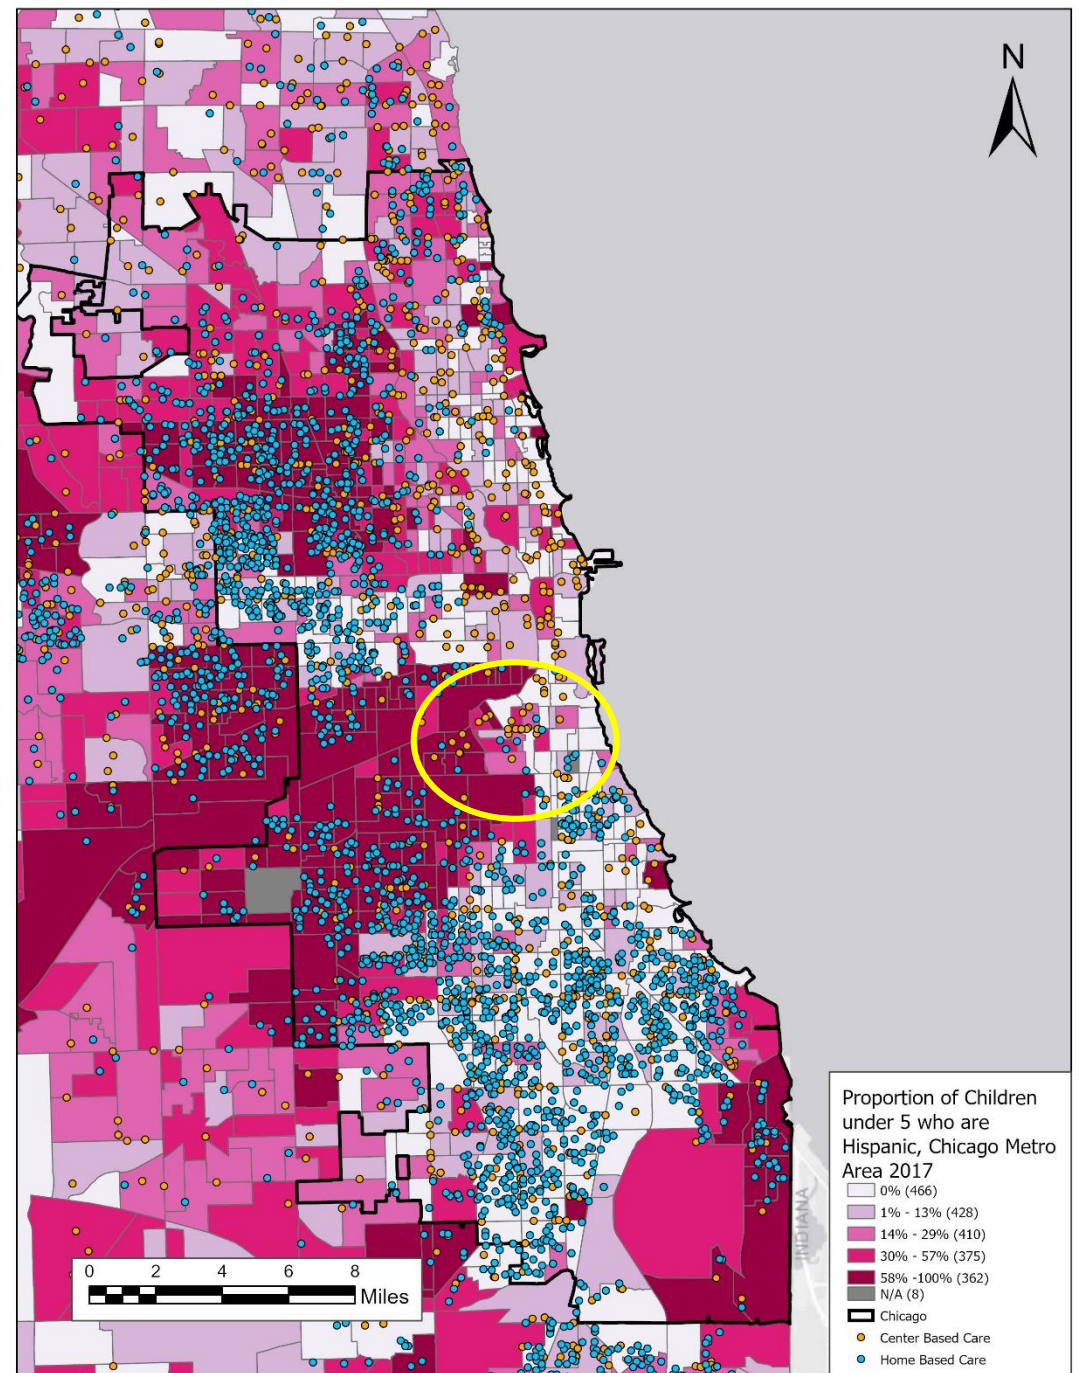 N
Proportion of Children
under 5 who are
Hispanic, Chicago Metro
Area 2017
0% (466)
1% - 13% (428)
14% - 29% (410)
30% - 57% (375)
58% -100% (362)
N/A (8)
Chicago
Center Based Care
Home Based Care
INDIANA
0 2 4 6 8
Miles